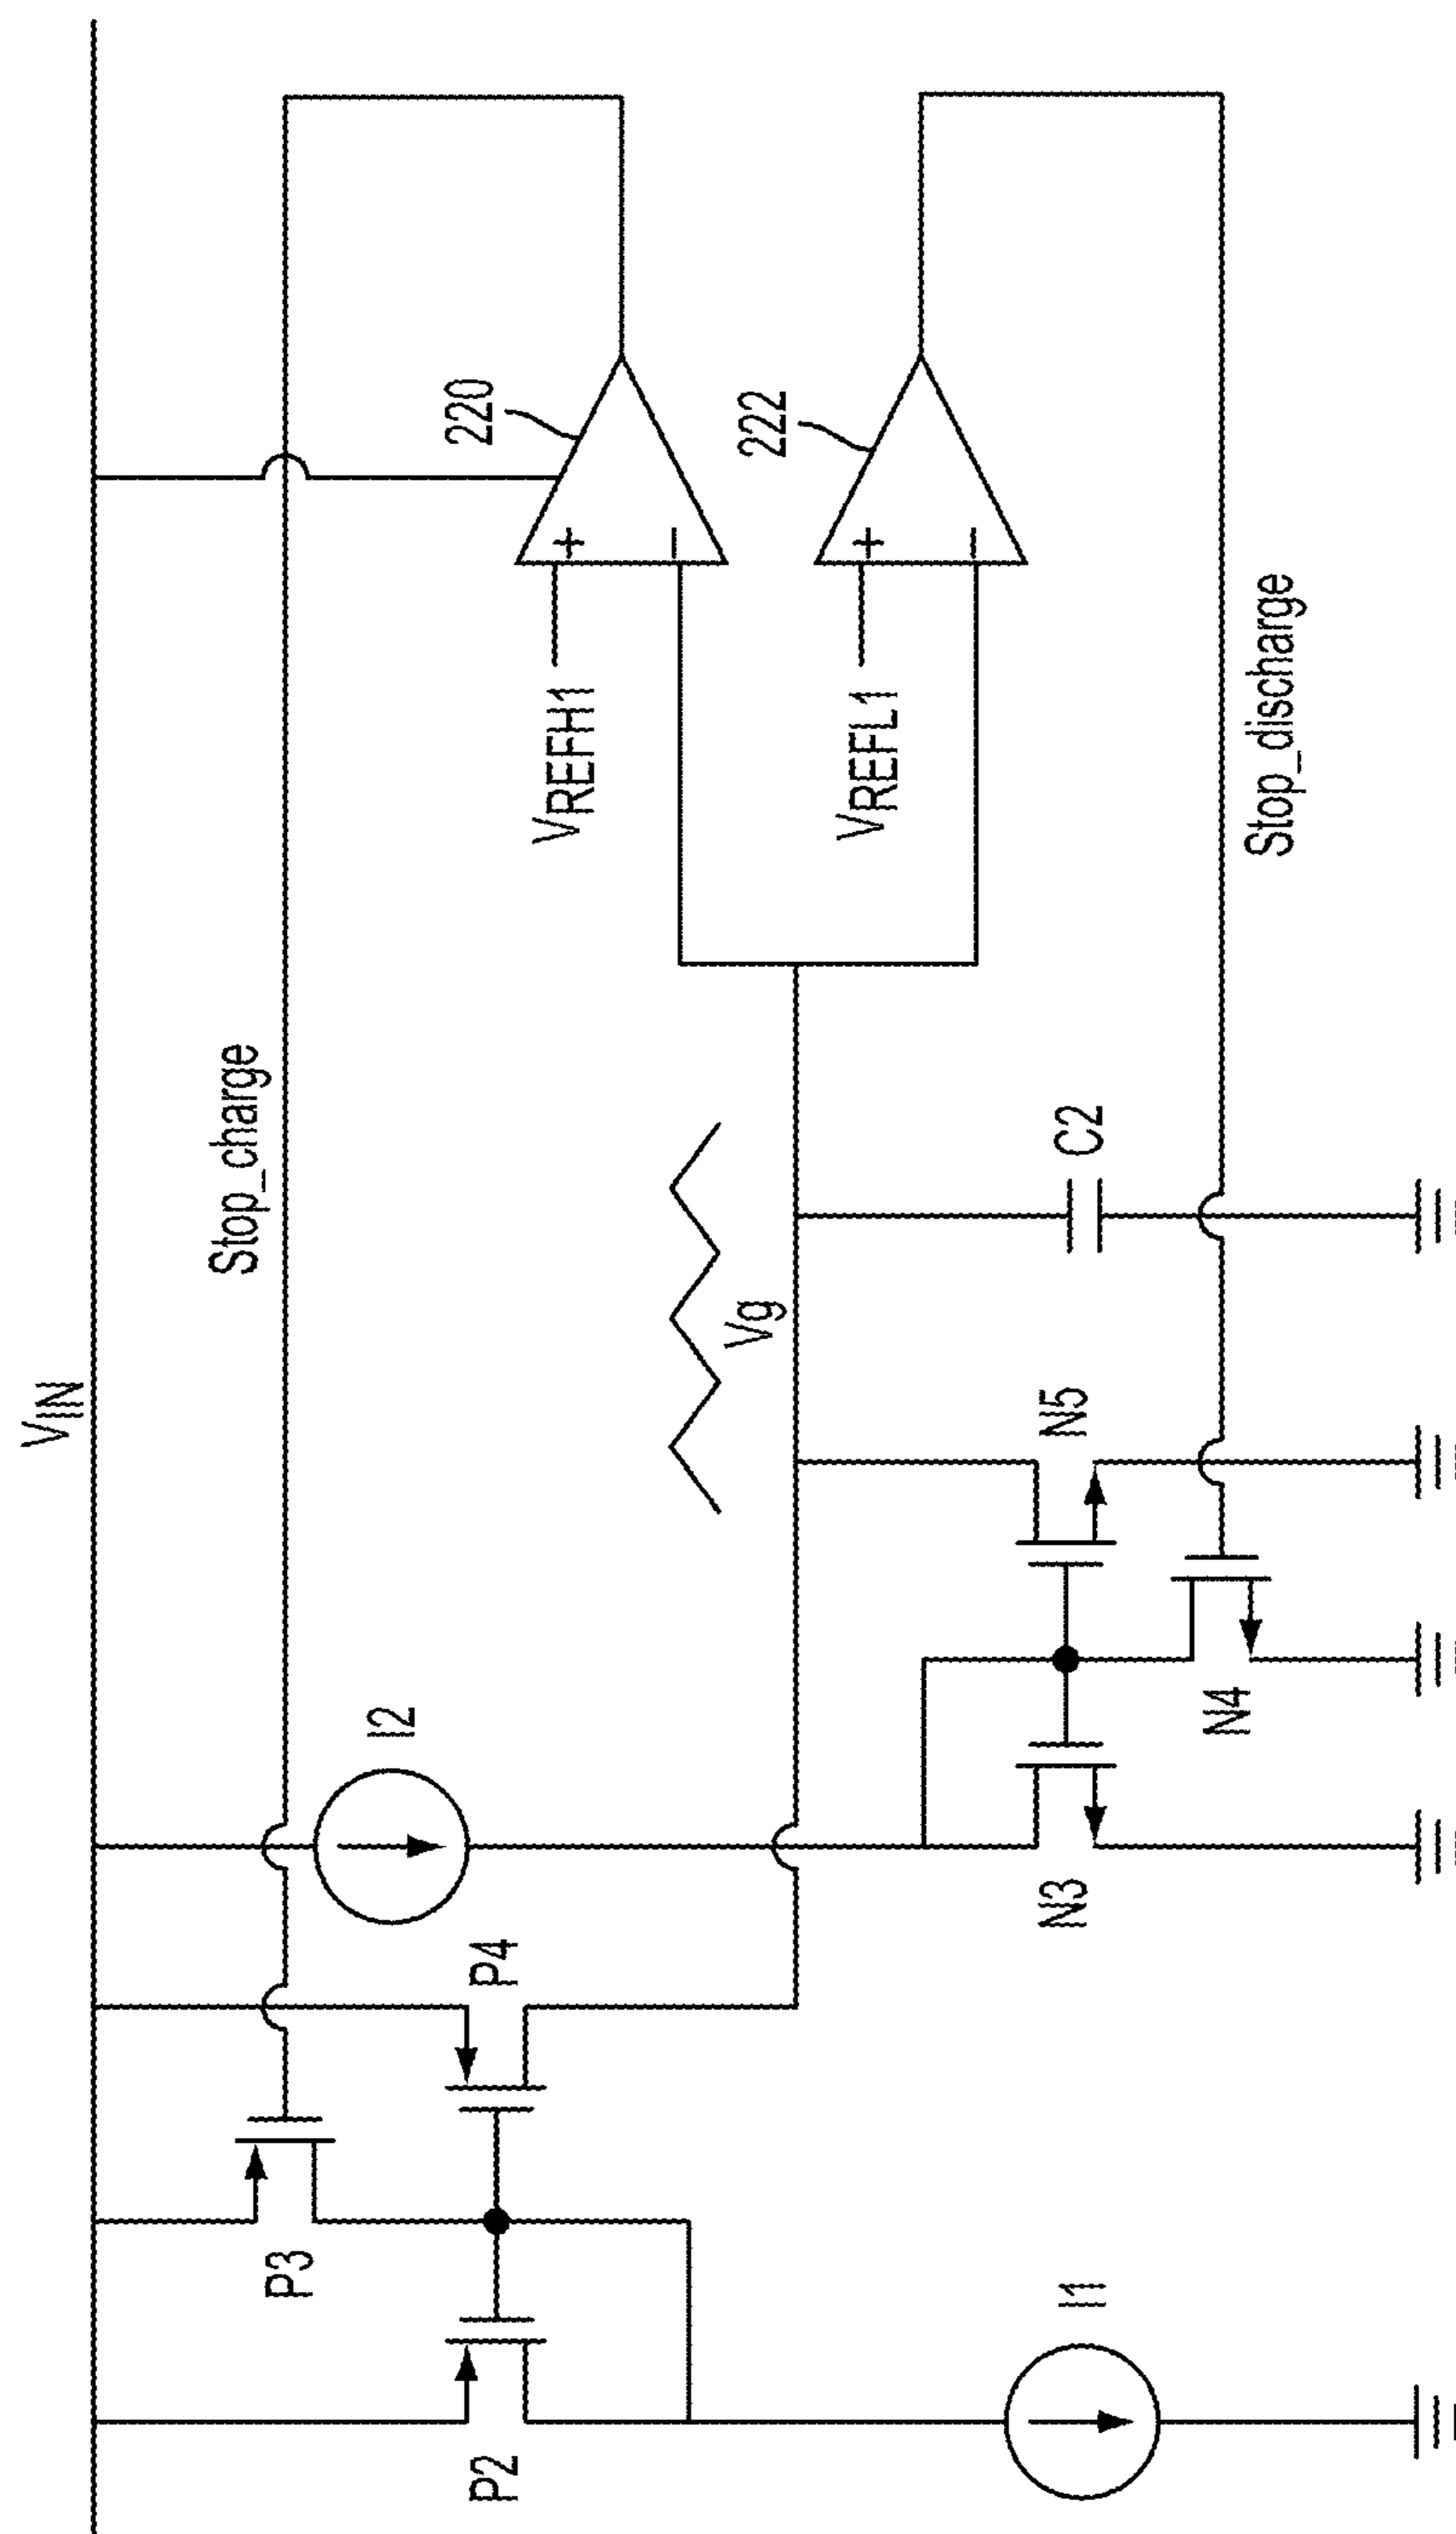 VIN
Stop_charge
220
VREFH1
+
−
222
VREFL1
+
−
Stop_discharge
Vg
C2
I2
P3
P4
P2
N5
N3
N4
I1